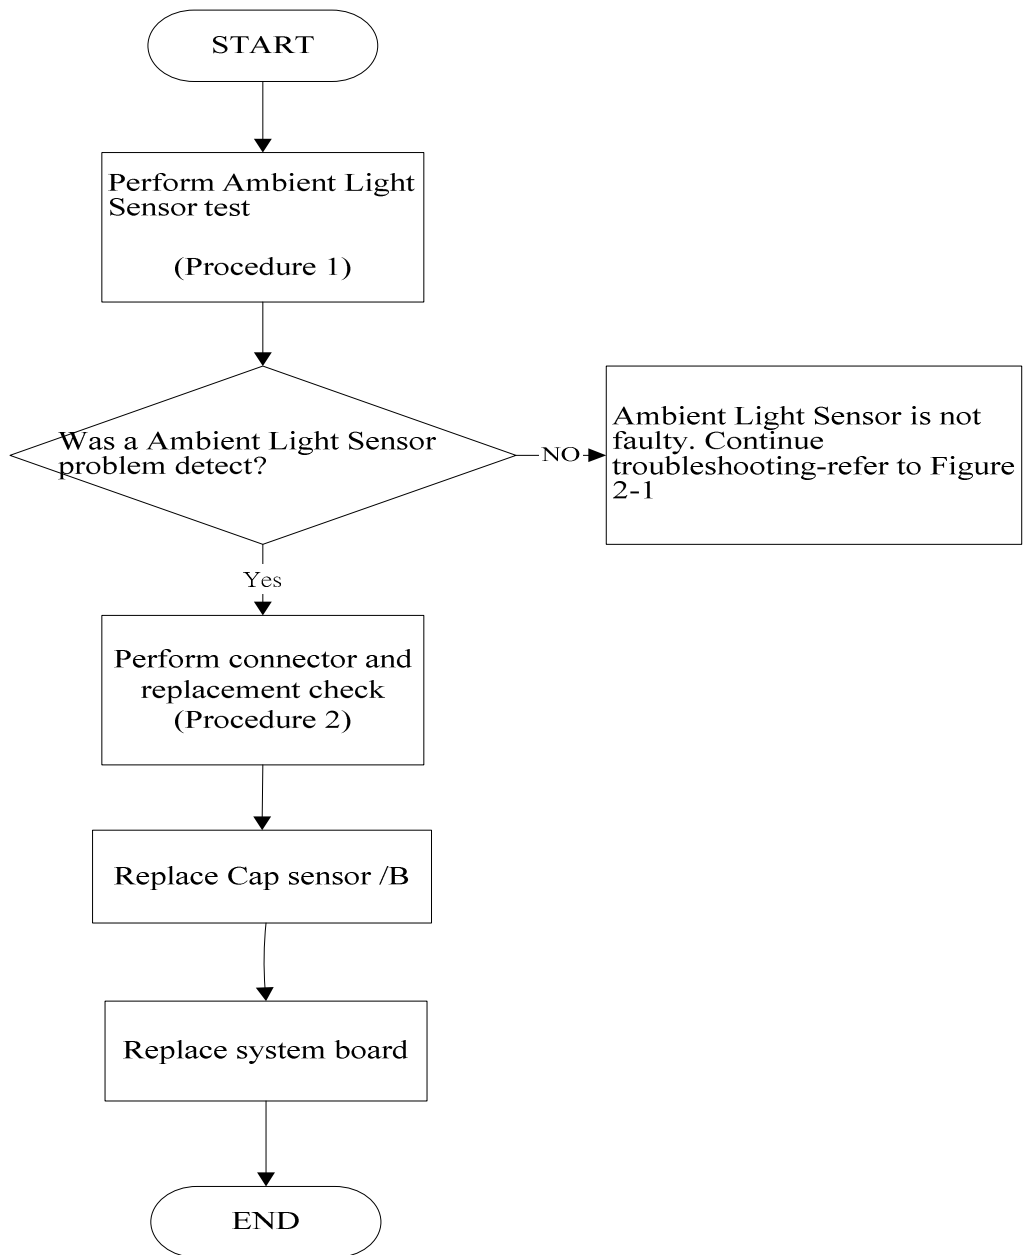 START
Perform Ambient Light
Sensor test
(Procedure 1)
Was a Ambient Light Sensor
problem detect?
NO
Ambient Light Sensor is not
faulty. Continue
troubleshooting-refer to Figure
2-1
Yes
Perform connector and
replacement check
(Procedure 2)
Replace Cap sensor /B
Replace system board
END